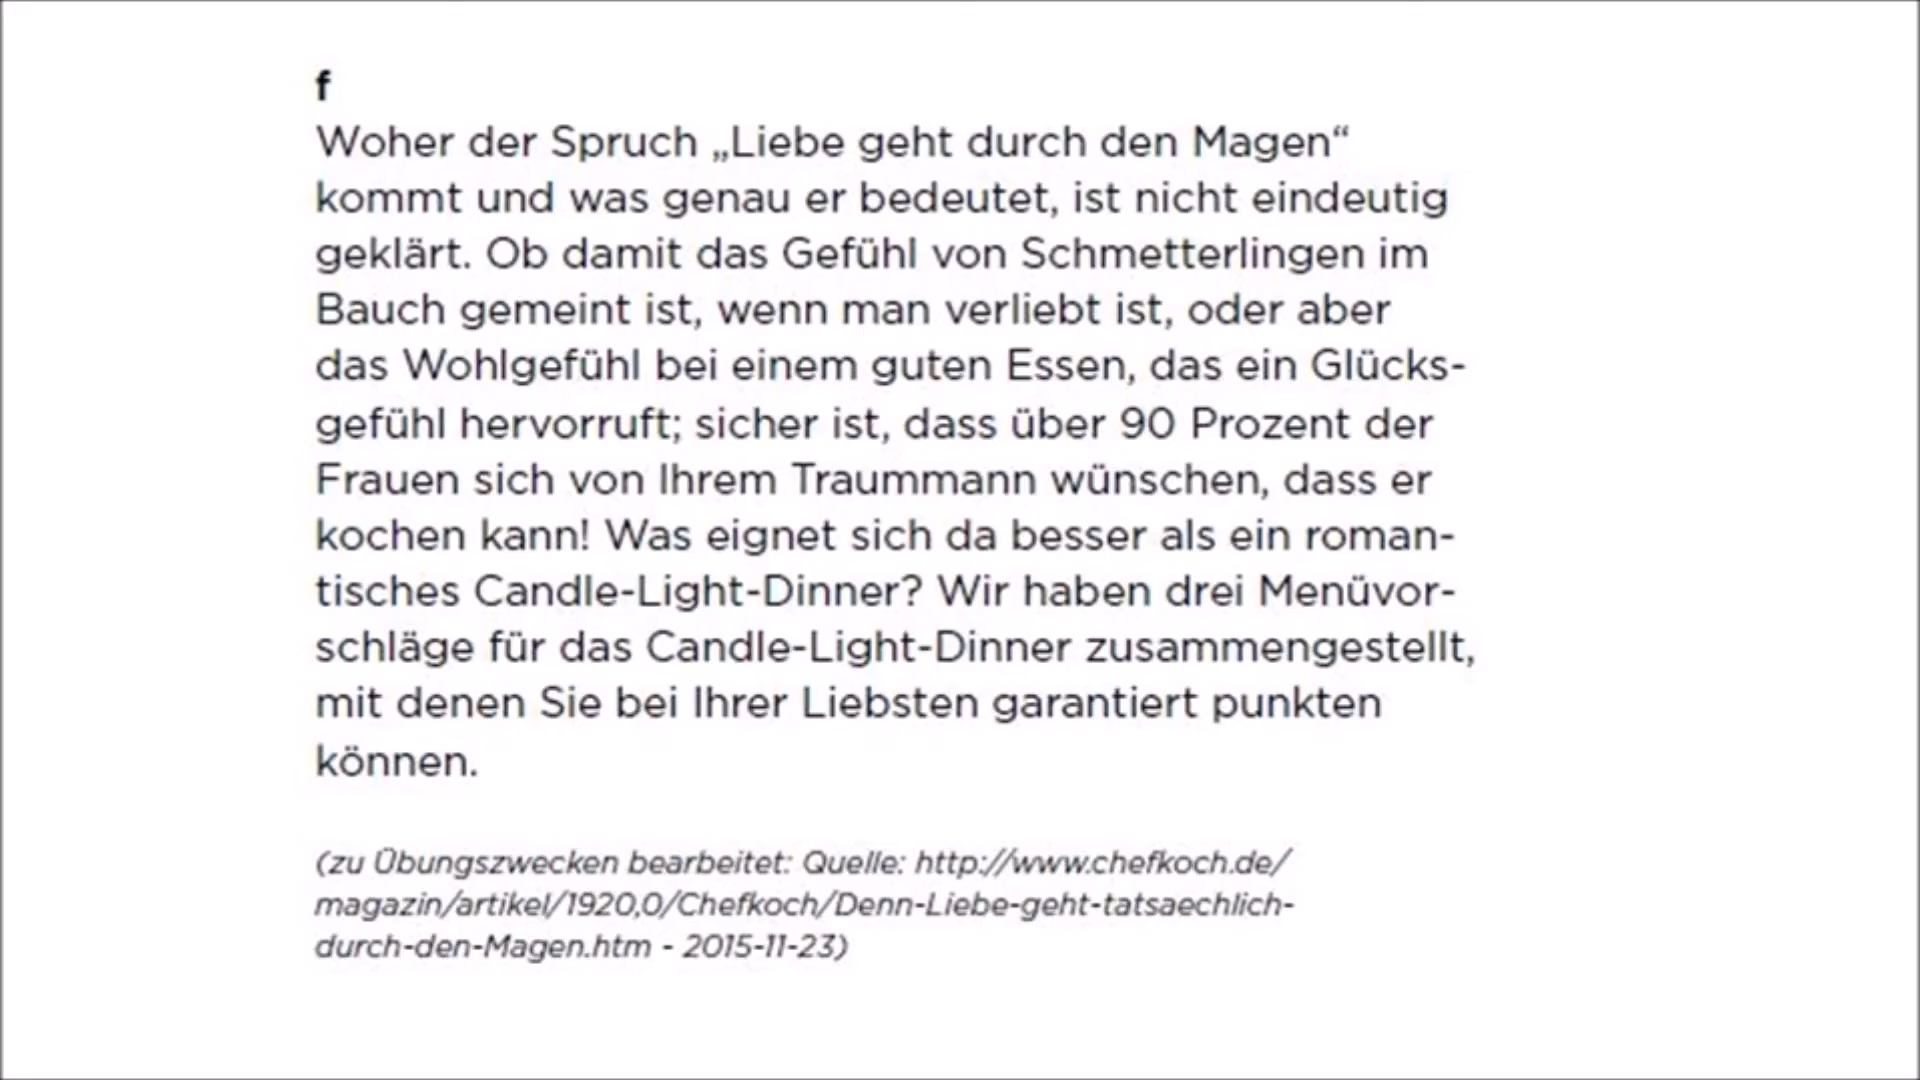 f
Woher der Spruch „Liebe geht durch den Magen“
kommt und was genau er bedeutet, ist nicht eindeutig
geklärt. Ob damit das Gefühl von Schmetterlingen im
Bauch gemeint ist, wenn man verliebt ist, oder aber
das Wohlgefühl bei einem guten Essen, das ein Glücks-
gefühl hervorruft; sicher ist, dass über 90 Prozent der
Frauen sich von Ihrem Traummann wünschen, dass er
kochen kann! Was eignet sich da besser als ein roman-
tisches Candle-Light-Dinner? Wir haben drei Menüvor-
schläge für das Candle-Light-Dinner zusammengestellt,
mit denen Sie bei Ihrer Liebsten garantiert punkten
können.
(zu Übungszwecken bearbeitet: Quelle: http://www.chefkoch.de/
magazin/artikel/1920,0/Chefkoch/Denn-Liebe-geht-tatsaechlich-
durch-den-Magen.htm - 2015-11-23)